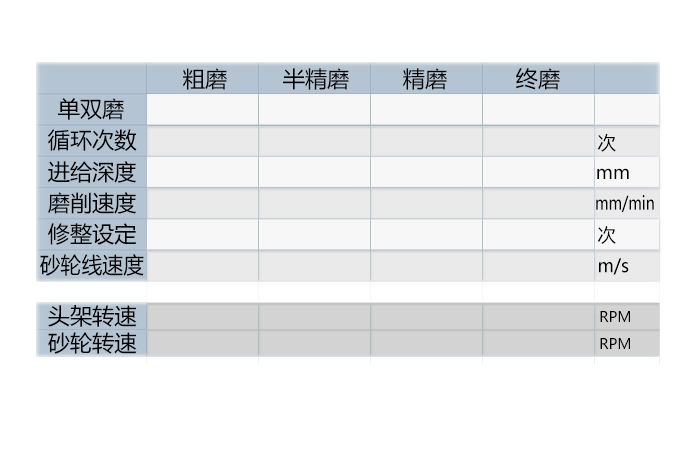 粗磨 半精磨 精磨 终磨
单双磨
循环次数 次
进给深度 mm
磨削速度 mm/min
修整设定 次
砂轮线速度 m/s
头架转速 RPM
砂轮转速 RPM